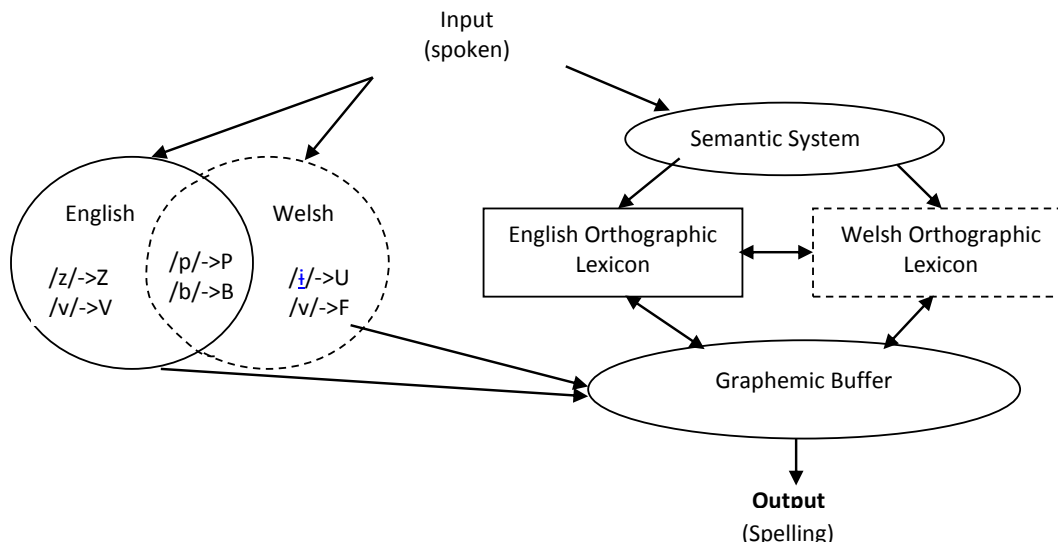 Input
(spoken)
Semantic System
English
Welsh
/z/->Z
/v/->V
/p/->P
/b/->B
/ɨ/->U
/v/->F
English Orthographic
Lexicon
Welsh Orthographic
Lexicon
Graphemic Buffer
Output
(Spelling)